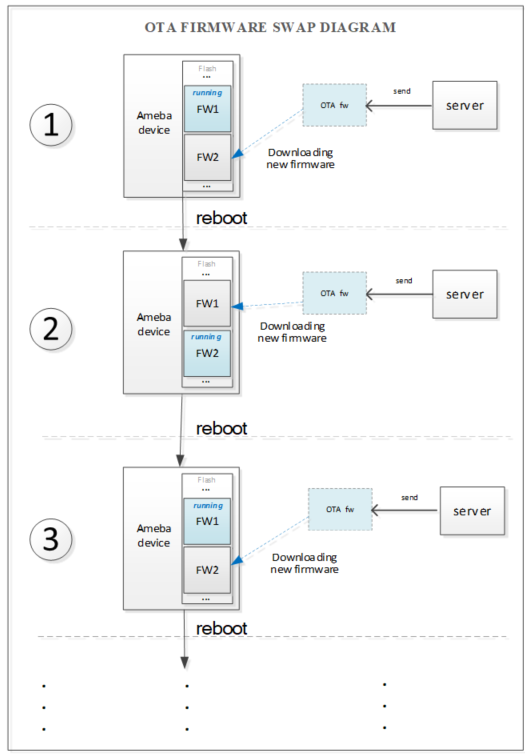 OTA FIRMWARE SWAP DIAGRAM
1
Ameba
device
Flash
...
running
FW1
FW2
...
OTA fw
send
server
Downloading
new firmware
reboot
2
Ameba
device
Flash
...
FW1
running
FW2
...
OTA fw
send
server
Downloading
new firmware
reboot
3
Ameba
device
Flash
...
running
FW1
FW2
...
OTA fw
send
server
Downloading
new firmware
reboot